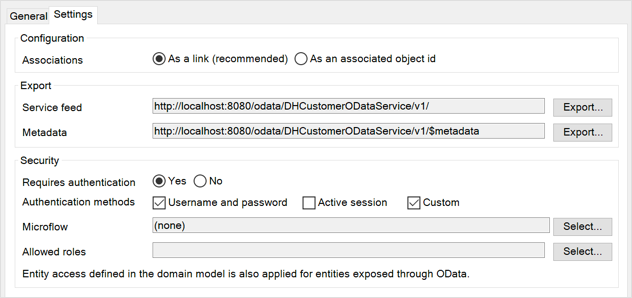 General Settings
Configuration
Associations As a link (recommended) As an associated object id
Export
Service feed http://localhost:8080/odata/DHCustomerODataService/v1/ Export...
Metadata http://localhost:8080/odata/DHCustomerODataService/v1/$metadata Export...
Security
Requires authentication Yes No
Authentication methods Username and password Active session Custom
Microflow (none) Select...
Allowed roles Select...
Entity access defined in the domain model is also applied for entities exposed through OData.